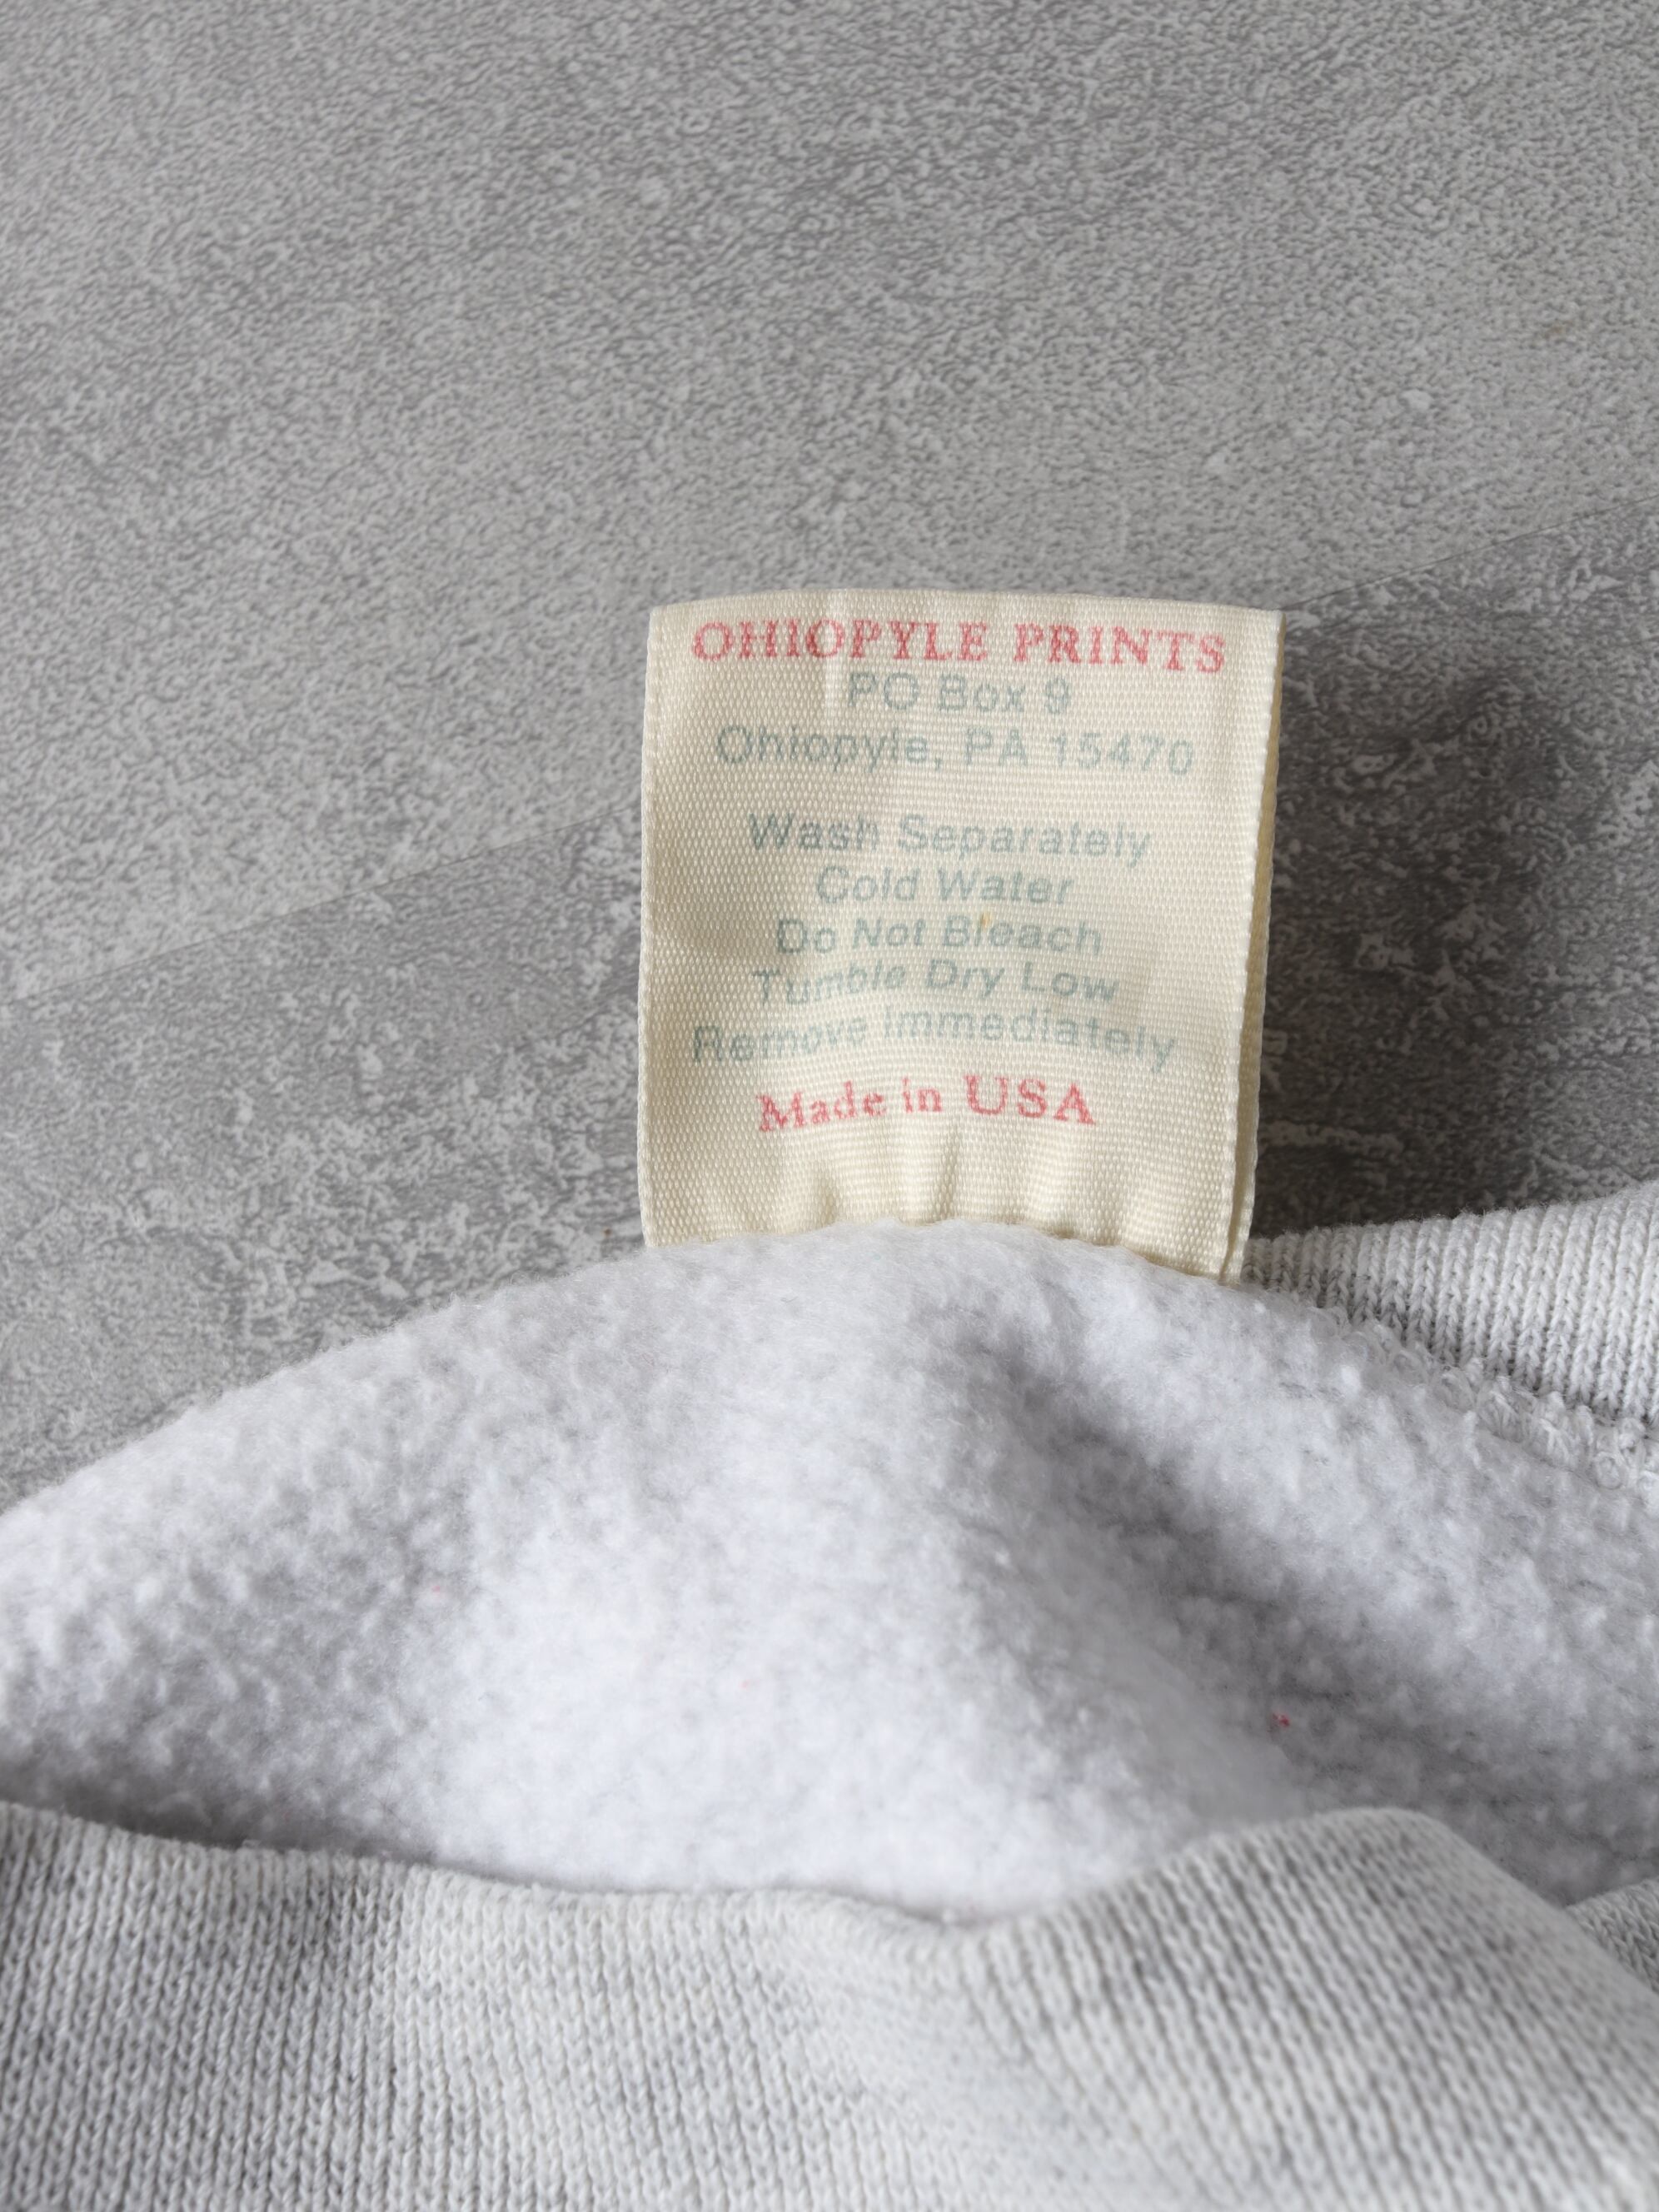 OHIOPYLE PRINTS
PO Box 9
Ohiopyle, PA 15470
Wash Separately
Cold Water
Do Not Bleach
Tumble Dry Low
Remove immediately
Made in USA